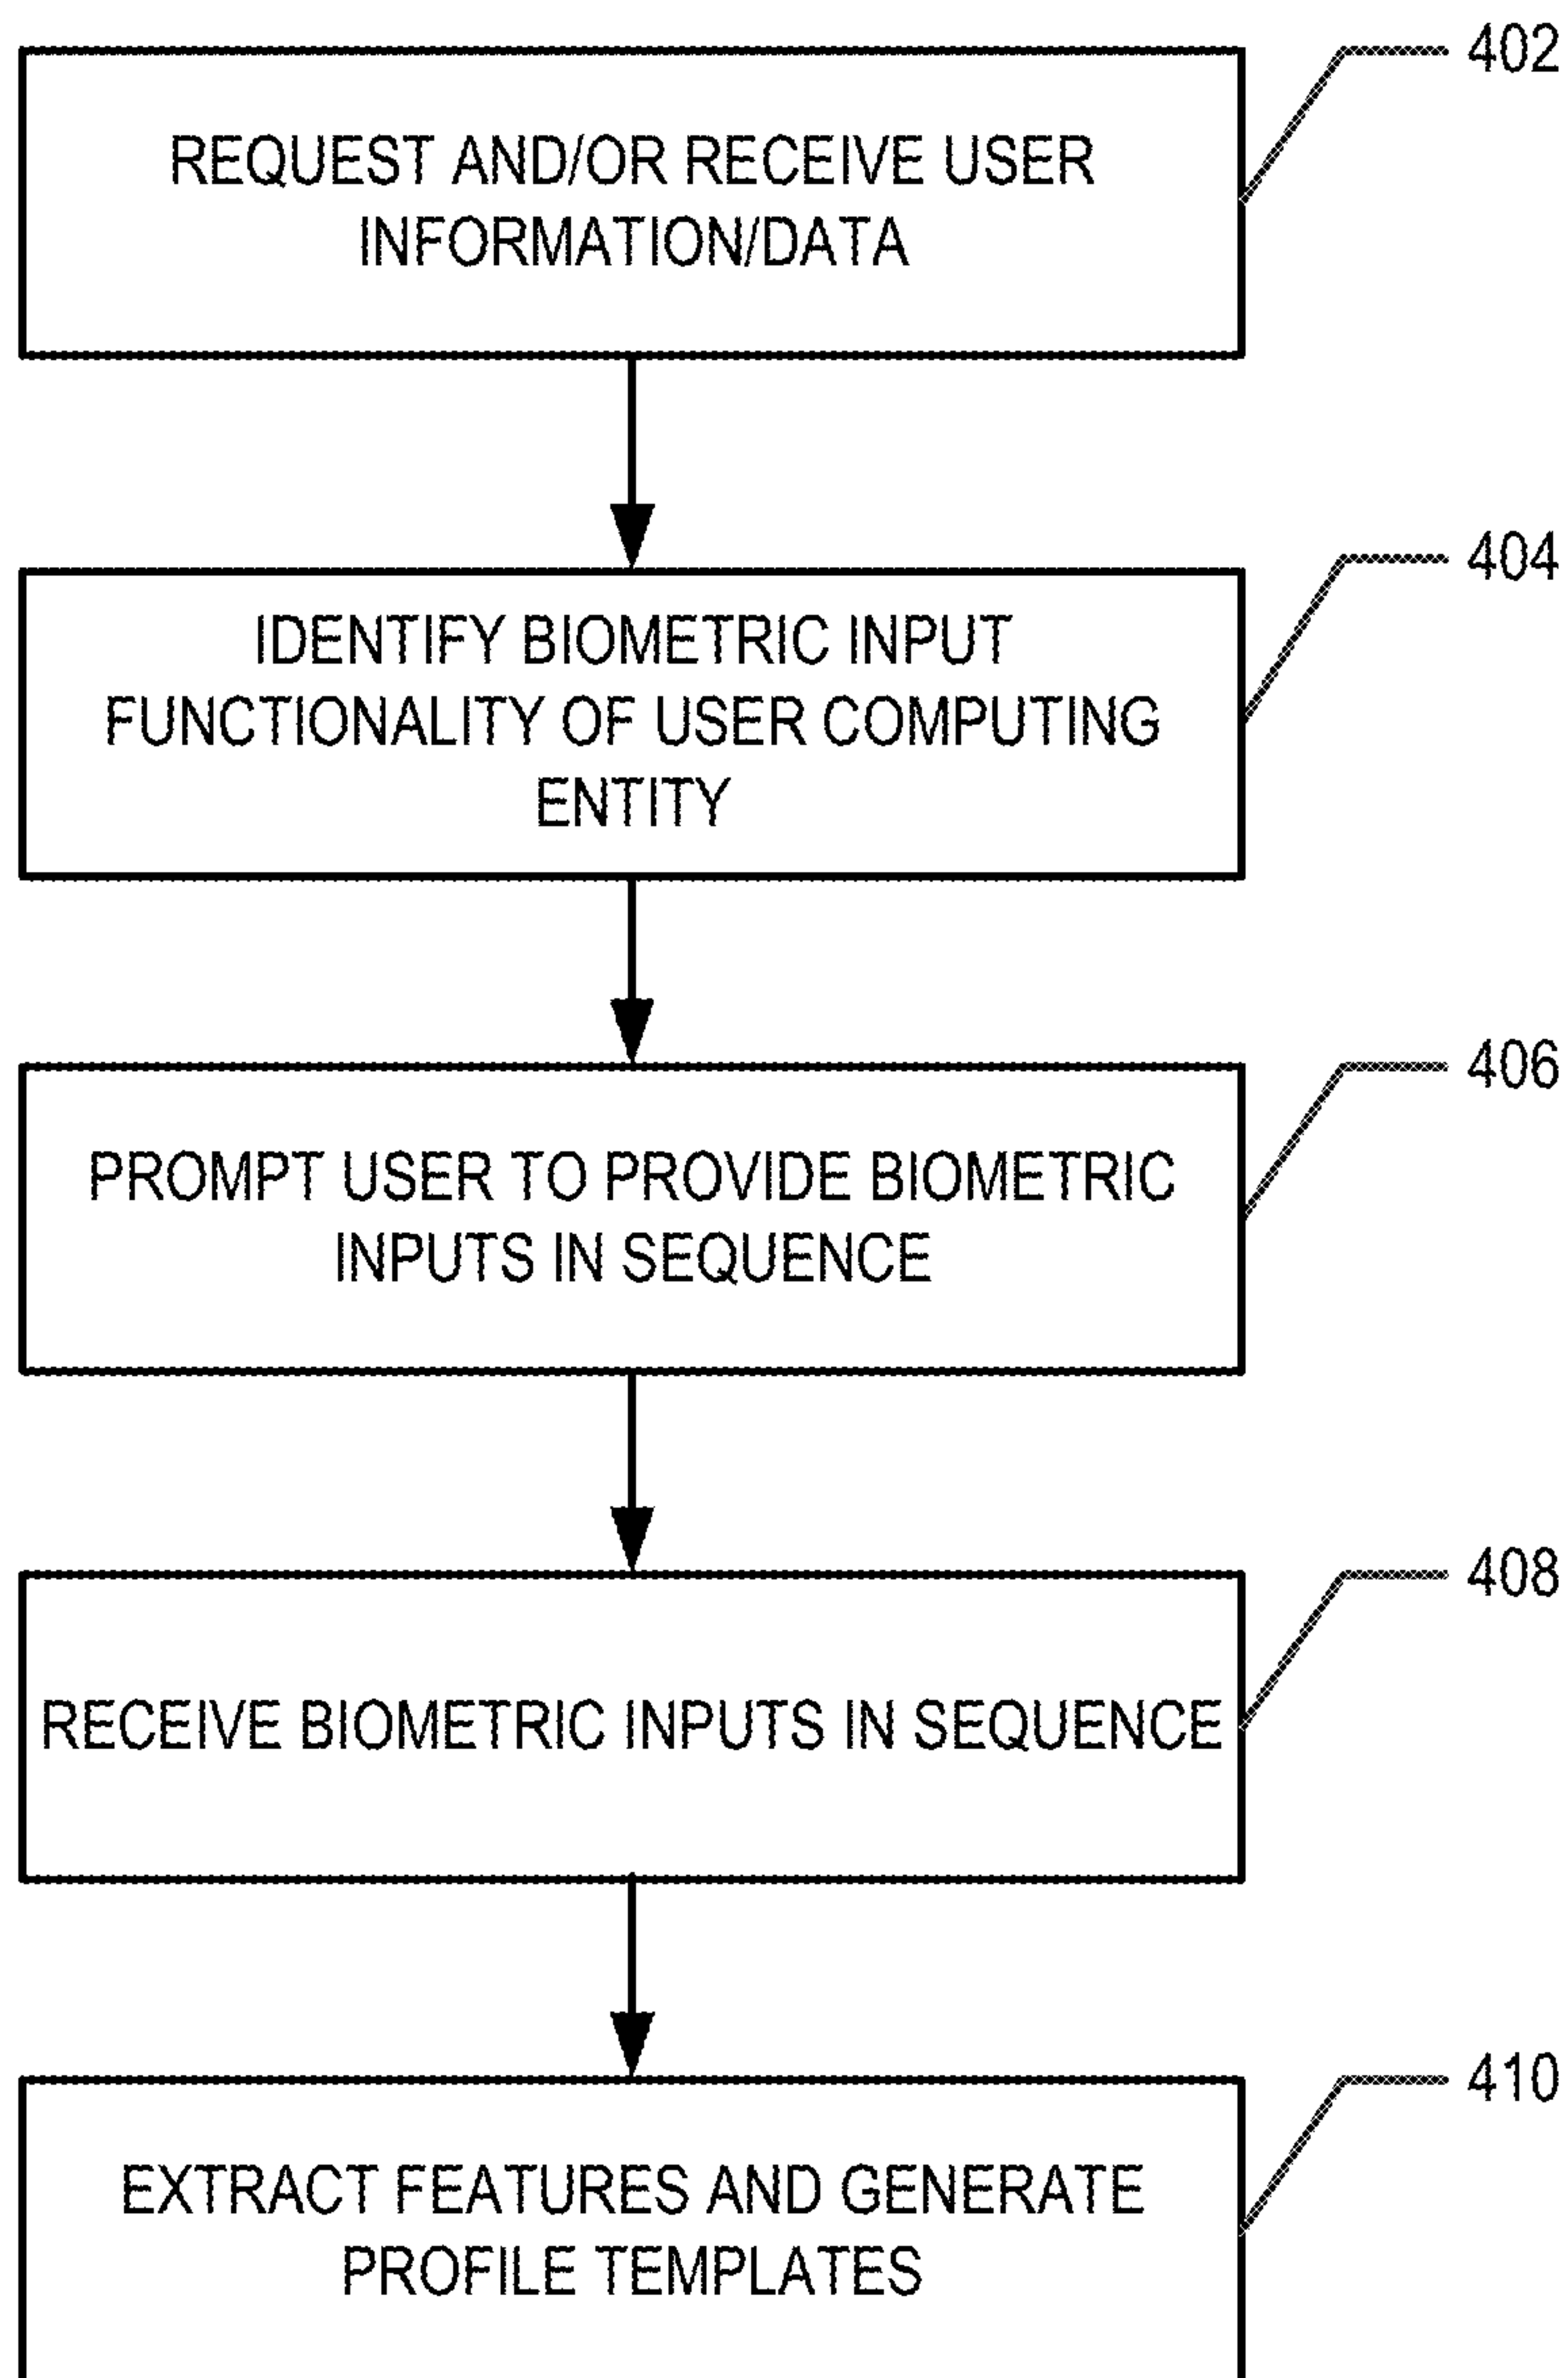 402
REQUEST AND/OR RECEIVE USER
INFORMATION/DATA
404
IDENTIFY BIOMETRIC INPUT
FUNCTIONALITY OF USER COMPUTING
ENTITY
406
PROMPT USER TO PROVIDE BIOMETRIC
INPUTS IN SEQUENCE
408
RECEIVE BIOMETRIC INPUTS IN SEQUENCE
410
EXTRACT FEATURES AND GENERATE
PROFILE TEMPLATES